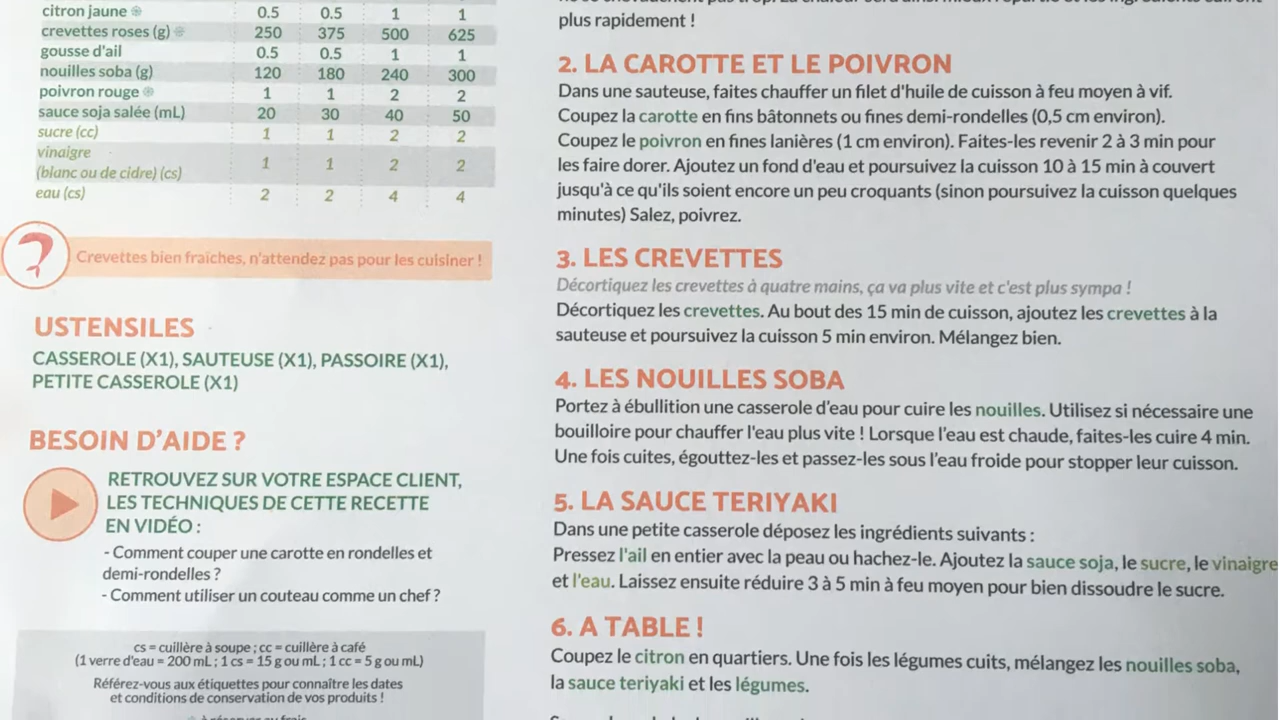 citron jaune 0.5 0.5 1 1
crevettes roses (g) 250 375 500 625
gousse d'ail 0.5 0.5 1 1
nouilles soba (g) 120 180 240 300
poivron rouge 1 1 2 2
sauce soja salée (mL) 20 30 40 50
sucre (cc) 1 1 2 2
vinaigre
(blanc ou de cidre) (cs) 1 1 2 2
eau (cs) 2 2 4 4
Crevettes bien fraîches, n'attendez pas pour les cuisiner !
USTENSILES
CASSEROLE (X1), SAUTEUSE (X1), PASSOIRE (X1),
PETITE CASSEROLE (X1)
BESOIN D'AIDE ?
RETROUVEZ SUR VOTRE ESPACE CLIENT,
LES TECHNIQUES DE CETTE RECETTE
EN VIDÉO :
- Comment couper une carotte en rondelles et
demi-rondelles ?
- Comment utiliser un couteau comme un chef ?
cs = cuillère à soupe ; cc = cuillère à café
(1 verre d'eau = 200 mL ; 1 cs = 15 g ou mL ; 1 cc = 5 g ou mL)
Référez-vous aux étiquettes pour connaître les dates
et conditions de conservation de vos produits !
plus rapidement !
2. LA CAROTTE ET LE POIVRON
Dans une sauteuse, faites chauffer un filet d'huile de cuisson à feu moyen à vif.
Coupez la carotte en fins bâtonnets ou fines demi-rondelles (0,5 cm environ).
Coupez le poivron en fines lanières (1 cm environ). Faites-les revenir 2 à 3 min pour
les faire dorer. Ajoutez un fond d'eau et poursuivez la cuisson 10 à 15 min à couvert
jusqu'à ce qu'ils soient encore un peu croquants (sinon poursuivez la cuisson quelques
minutes) Salez, poivrez.
3. LES CREVETTES
Décortiquez les crevettes à quatre mains, ça va plus vite et c'est plus sympa !
Décortiquez les crevettes. Au bout des 15 min de cuisson, ajoutez les crevettes à la
sauteuse et poursuivez la cuisson 5 min environ. Mélangez bien.
4. LES NOUILLES SOBA
Portez à ébullition une casserole d'eau pour cuire les nouilles. Utilisez si nécessaire une
bouilloire pour chauffer l'eau plus vite ! Lorsque l'eau est chaude, faites-les cuire 4 min.
Une fois cuites, égouttez-les et passez-les sous l'eau froide pour stopper leur cuisson.
5. LA SAUCE TERIYAKI
Dans une petite casserole déposez les ingrédients suivants :
Pressez l'ail en entier avec la peau ou hachez-le. Ajoutez la sauce soja, le sucre, le vinaigre
et l'eau. Laissez ensuite réduire 3 à 5 min à feu moyen pour bien dissoudre le sucre.
6. A TABLE !
Coupez le citron en quartiers. Une fois les légumes cuits, mélangez les nouilles soba,
la sauce teriyaki et les légumes.